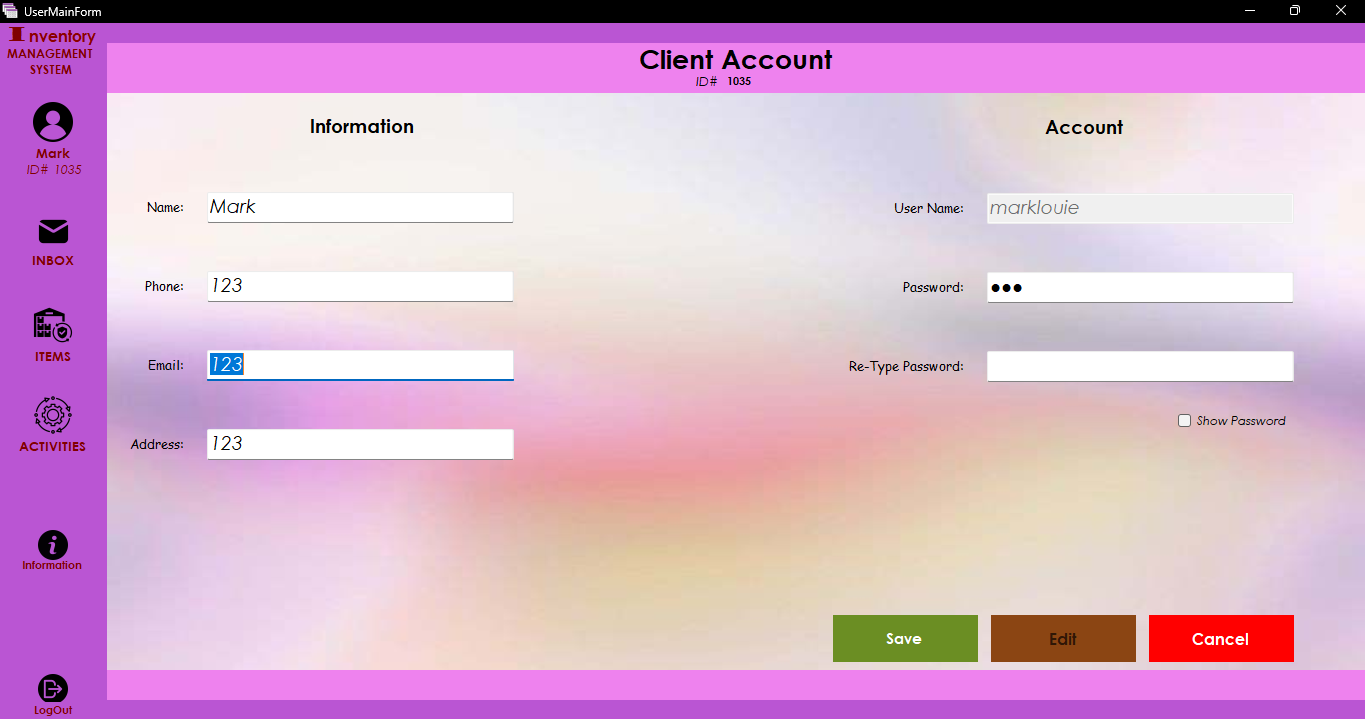 UserMainForm
Inventory
MANAGEMENT
SYSTEM
Mark
ID# 1035
INBOX
ITEMS
ACTIVITIES
Information
LogOut
Client Account
ID# 1035
Information
Name: Mark
Phone: 123
Email: 123
Address: 123
Account
User Name: marklouie
Password: ●●●
Re-Type Password:
Show Password
Save
Edit
Cancel